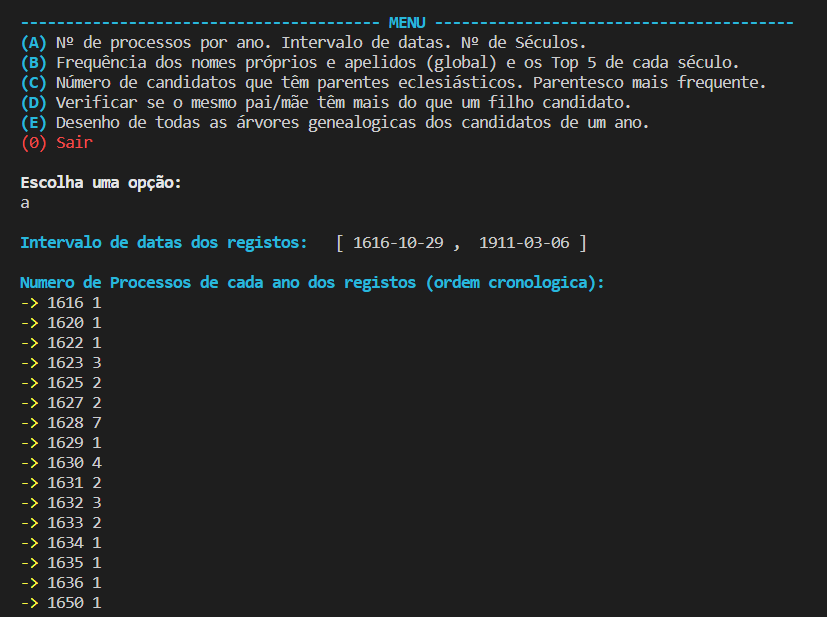 ---------------------------------------- MENU ----------------------------------------
(A) Nº de processos por ano. Intervalo de datas. Nº de Séculos.
(B) Frequência dos nomes próprios e apelidos (global) e os Top 5 de cada século.
(C) Número de candidatos que têm parentes eclesiásticos. Parentesco mais frequente.
(D) Verificar se o mesmo pai/mãe têm mais do que um filho candidato.
(E) Desenho de todas as árvores genealogicas dos candidatos de um ano.
(0) Sair
Escolha uma opção:
a
Intervalo de datas dos registos:   [ 1616-10-29 ,  1911-03-06 ]
Numero de Processos de cada ano dos registos (ordem cronologica):
-> 1616 1
-> 1620 1
-> 1622 1
-> 1623 3
-> 1625 2
-> 1627 2
-> 1628 7
-> 1629 1
-> 1630 4
-> 1631 2
-> 1632 3
-> 1633 2
-> 1634 1
-> 1635 1
-> 1636 1
-> 1650 1